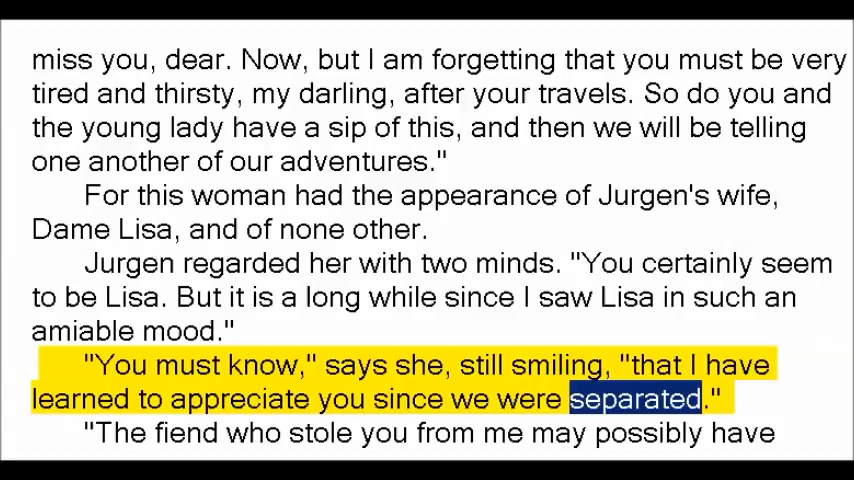 miss you, dear. Now, but I am forgetting that you must be very
tired and thirsty, my darling, after your travels. So do you and
the young lady have a sip of this, and then we will be telling
one another of our adventures."
For this woman had the appearance of Jurgen's wife,
Dame Lisa, and of none other.
Jurgen regarded her with two minds. "You certainly seem
to be Lisa. But it is a long while since I saw Lisa in such an
amiable mood."
"You must know," says she, still smiling, "that I have
learned to appreciate you since we were separated."
"The fiend who stole you from me may possibly have